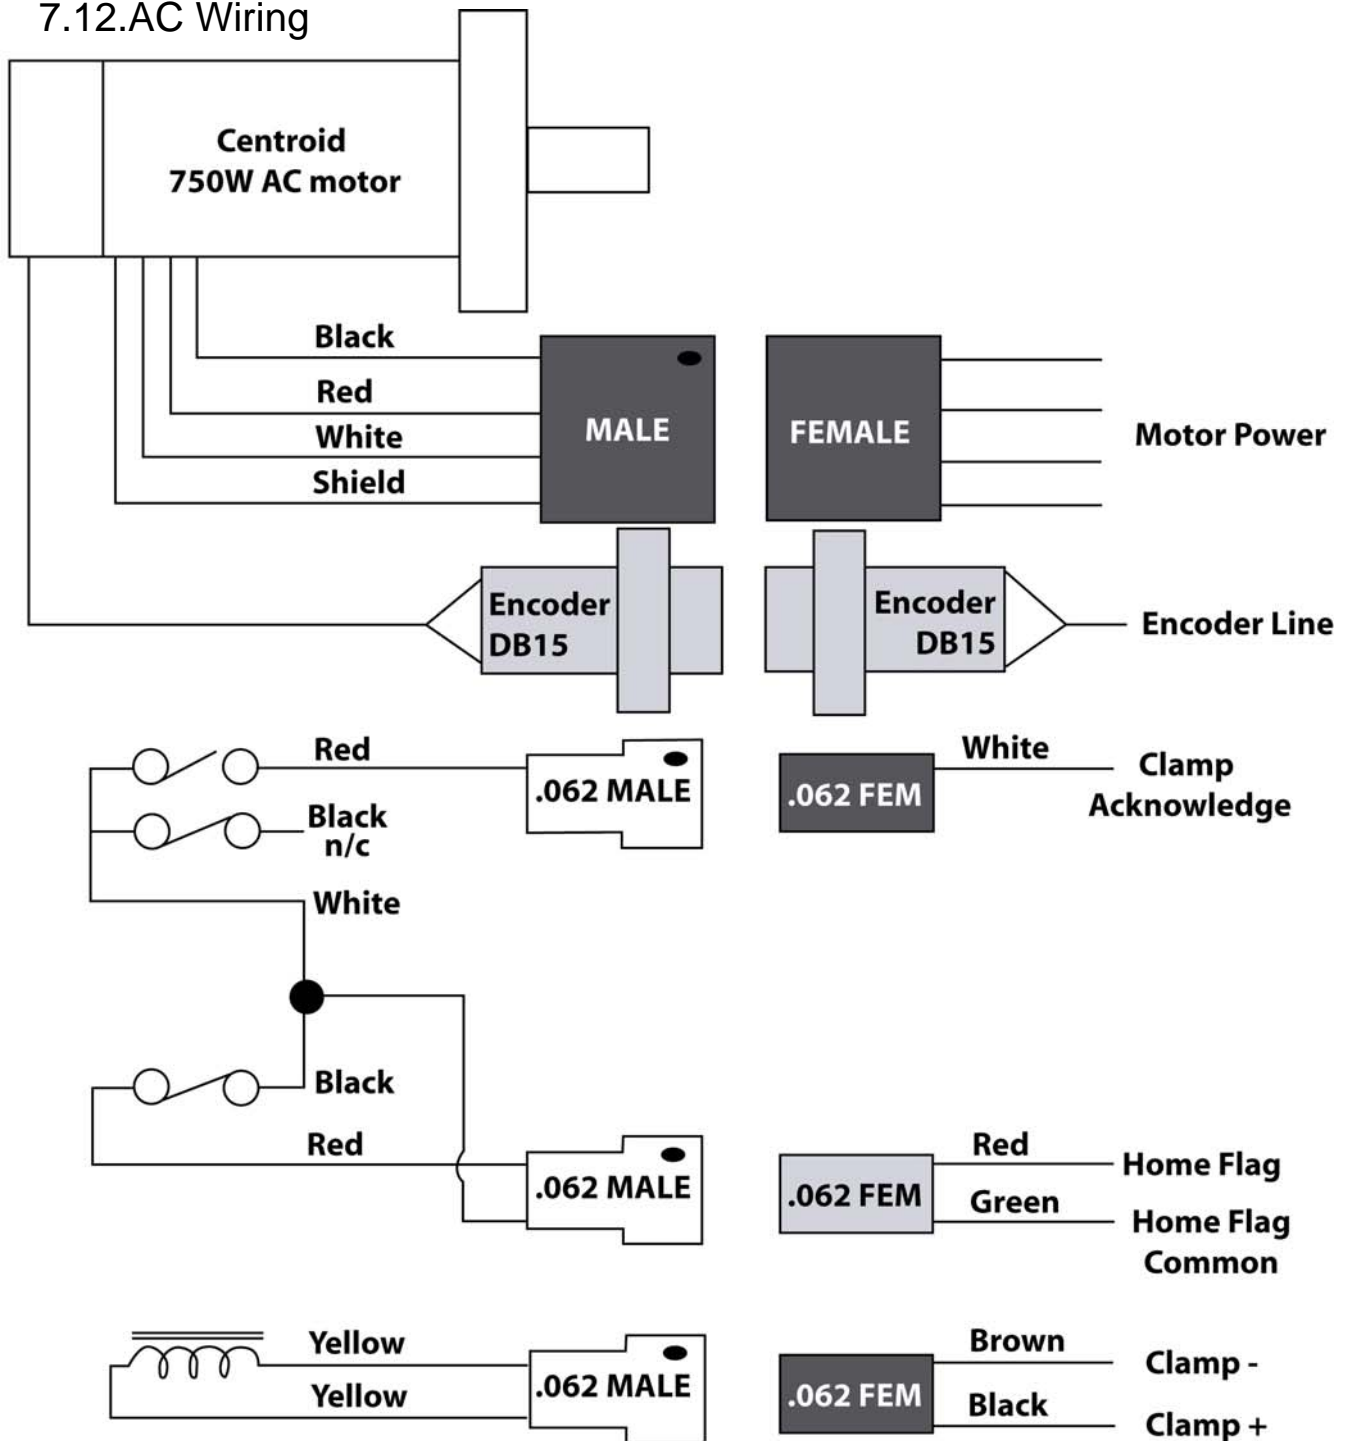 7.12.AC Wiring
Centroid
750W AC motor
Black
Red
White
Shield
MALE
FEMALE
Motor Power
Encoder
DB15
Encoder
DB15
Encoder Line
Red
.062 MALE
.062 FEM
White
Clamp
Acknowledge
Black
n/c
White
Black
Red
.062 MALE
.062 FEM
Red
Home Flag
Green
Home Flag
Common
Yellow
Yellow
.062 MALE
.062 FEM
Brown
Clamp -
Black
Clamp +